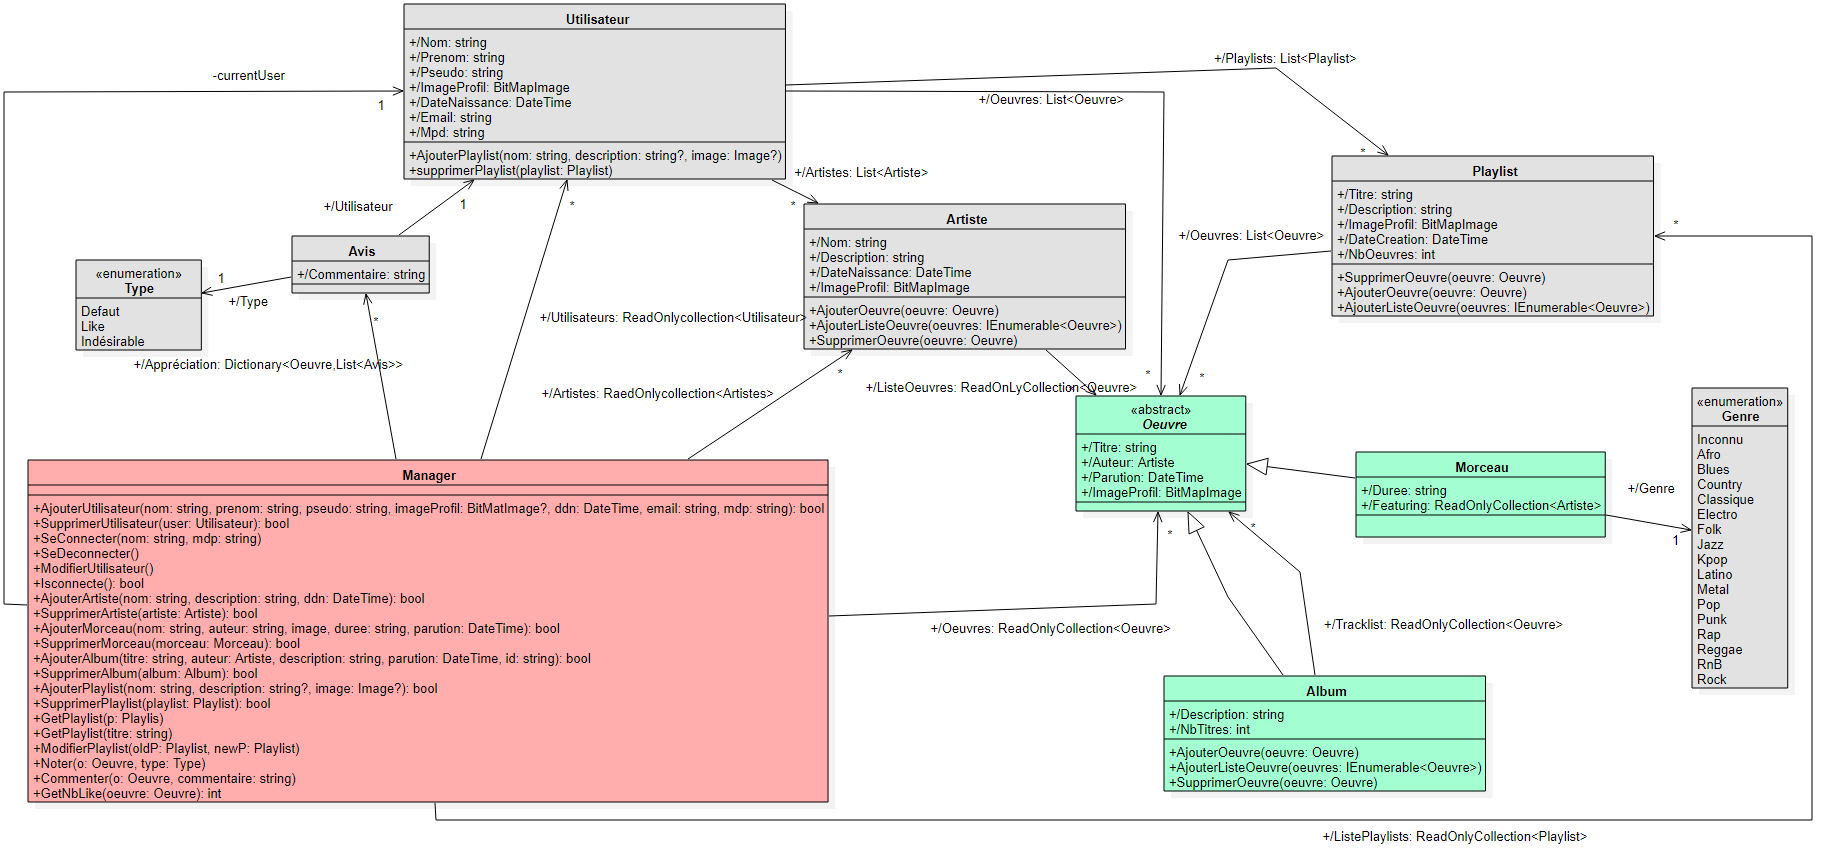 Utilisateur
+/Nom: string
+/Prenom: string
+/Pseudo: string
+/ImageProfil: BitMapImage
+/DateNaissance: DateTime
+/Email: string
+/Mpd: string
+AjouterPlaylist(nom: string, description: string?, image: Image?)
+supprimerPlaylist(playlist: Playlist)
-currentUser
1
+/Playlists: List<Playlist>
*
+/Oeuvres: List<Oeuvre>
*
+/Artistes: List<Artiste>
*
+/Utilisateur
1
*
Playlist
+/Titre: string
+/Description: string
+/ImageProfil: BitMapImage
+/DateCreation: DateTime
+/NbOeuvres: int
+SupprimerOeuvre(oeuvre: Oeuvre)
+AjouterOeuvre(oeuvre: Oeuvre)
+AjouterListeOeuvre(oeuvres: IEnumerable<Oeuvre>)
*
+/Oeuvres: List<Oeuvre>
*
Artiste
+/Nom: string
+/Description: string
+/DateNaissance: DateTime
+/ImageProfil: BitMapImage
+AjouterOeuvre(oeuvre: Oeuvre)
+AjouterListeOeuvre(oeuvres: IEnumerable<Oeuvre>)
+SupprimerOeuvre(oeuvre: Oeuvre)
Avis
+/Commentaire: string
«enumeration»
Type
Defaut
Like
Indésirable
1
+/Type
*
+/Utilisateurs: ReadOnlycollection<Utilisateur>
+/Appréciation: Dictionary<Oeuvre,List<Avis>>
+/Artistes: RaedOnlycollection<Artistes>
*
+/ListeOeuvres: ReadOnLyCollection<Oeuvre>
*
«abstract»
Oeuvre
+/Titre: string
+/Auteur: Artiste
+/Parution: DateTime
+/ImageProfil: BitMapImage
Morceau
+/Duree: string
+/Featuring: ReadOnlyCollection<Artiste>
+/Genre
1
«enumeration»
Genre
Inconnu
Afro
Blues
Country
Classique
Electro
Folk
Jazz
Kpop
Latino
Metal
Pop
Punk
Rap
Reggae
RnB
Rock
Manager
+AjouterUtilisateur(nom: string, prenom: string, pseudo: string, imageProfil: BitMatImage?, ddn: DateTime, email: string, mdp: string): bool
+SupprimerUtilisateur(user: Utilisateur): bool
+SeConnecter(nom: string, mdp: string)
+SeDeconnecter()
+ModifierUtilisateur()
+Isconnecte(): bool
+AjouterArtiste(nom: string, description: string, ddn: DateTime): bool
+SupprimerArtiste(artiste: Artiste): bool
+AjouterMorceau(nom: string, auteur: string, image, duree: string, parution: DateTime): bool
+SupprimerMorceau(morceau: Morceau): bool
+AjouterAlbum(titre: string, auteur: Artiste, description: string, parution: DateTime, id: string): bool
+SupprimerAlbum(album: Album): bool
+AjouterPlaylist(nom: string, description: string?, image: Image?): bool
+SupprimerPlaylist(playlist: Playlist): bool
+GetPlaylist(p: Playlis)
+GetPlaylist(titre: string)
+ModifierPlaylist(oldP: Playlist, newP: Playlist)
+Noter(o: Oeuvre, type: Type)
+Commenter(o: Oeuvre, commentaire: string)
+GetNbLike(oeuvre: Oeuvre): int
*
+/Oeuvres: ReadOnlyCollection<Oeuvre>
*
+/Tracklist: ReadOnlyCollection<Oeuvre>
Album
+/Description: string
+/NbTitres: int
+AjouterOeuvre(oeuvre: Oeuvre)
+AjouterListeOeuvre(oeuvres: IEnumerable<Oeuvre>)
+SupprimerOeuvre(oeuvre: Oeuvre)
+/ListePlaylists: ReadOnlyCollection<Playlist>